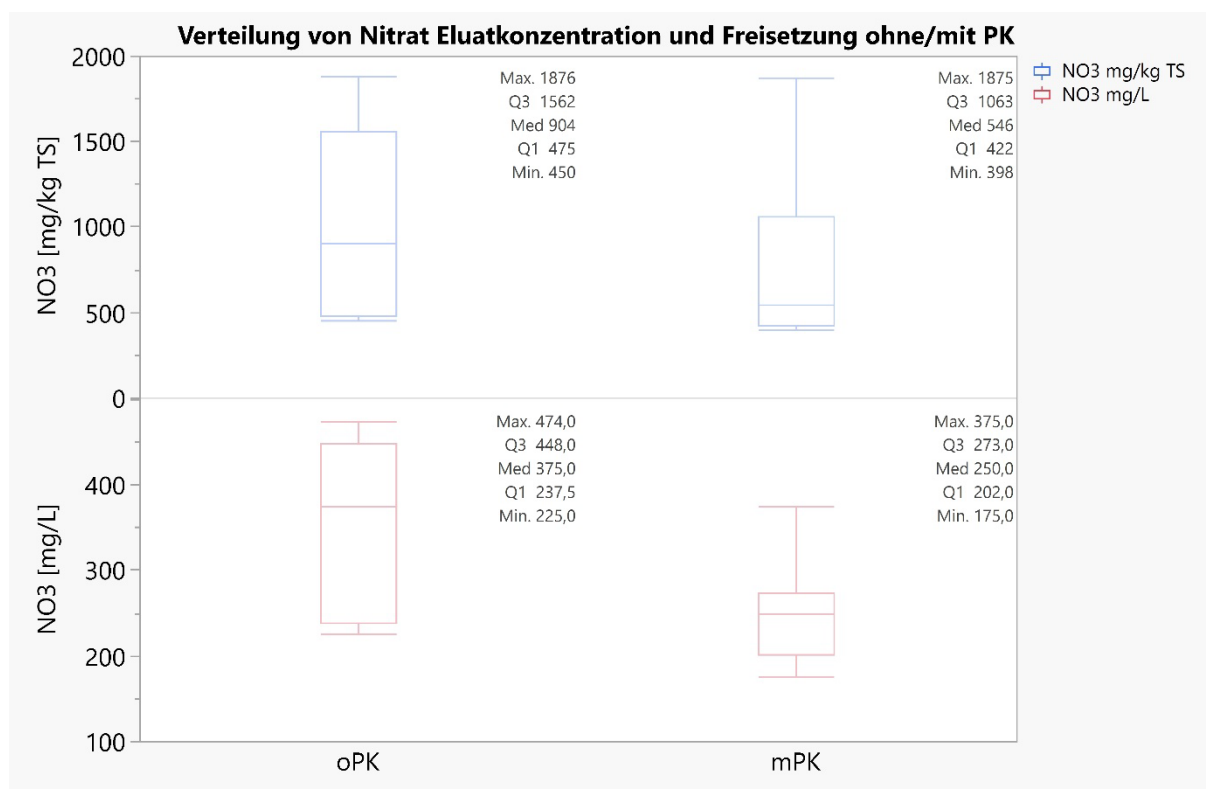 Verteilung von Nitrat Eluatkonzentration und Freisetzung ohne/mit PK
NO3 mg/kg TS
NO3 mg/L
NO3 [mg/kg TS]
2000
1500
1000
500
0
Max. 1876
Q3 1562
Med 904
Q1 475
Min. 450
Max. 1875
Q3 1063
Med 546
Q1 422
Min. 398
NO3 [mg/L]
400
300
200
100
Max. 474,0
Q3 448,0
Med 375,0
Q1 237,5
Min. 225,0
Max. 375,0
Q3 273,0
Med 250,0
Q1 202,0
Min. 175,0
oPK
mPK